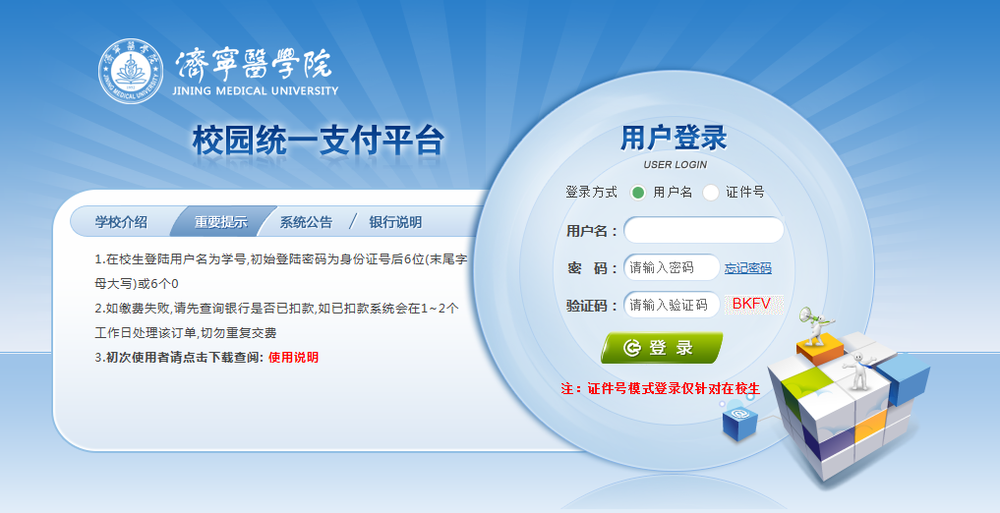 濟寧醫學院
JINING MEDICAL UNIVERSITY
校园统一支付平台
学校介绍 重要提示 系统公告 / 银行说明
1.在校生登陆用户名为学号,初始登陆密码为身份证号后6位(末尾字
母大写)或6个0
2.如缴费失败,请先查询银行是否已扣款,如已扣款系统会在1~2个
工作日处理该订单,切勿重复交费
3.初次使用者请点击下载查阅: 使用说明
用户登录
USER LOGIN
登录方式 用户名 证件号
用户名：
密 码： 请输入密码 忘记密码
验证码： 请输入验证码 BKFV
登 录
注：证件号模式登录仅针对在校生